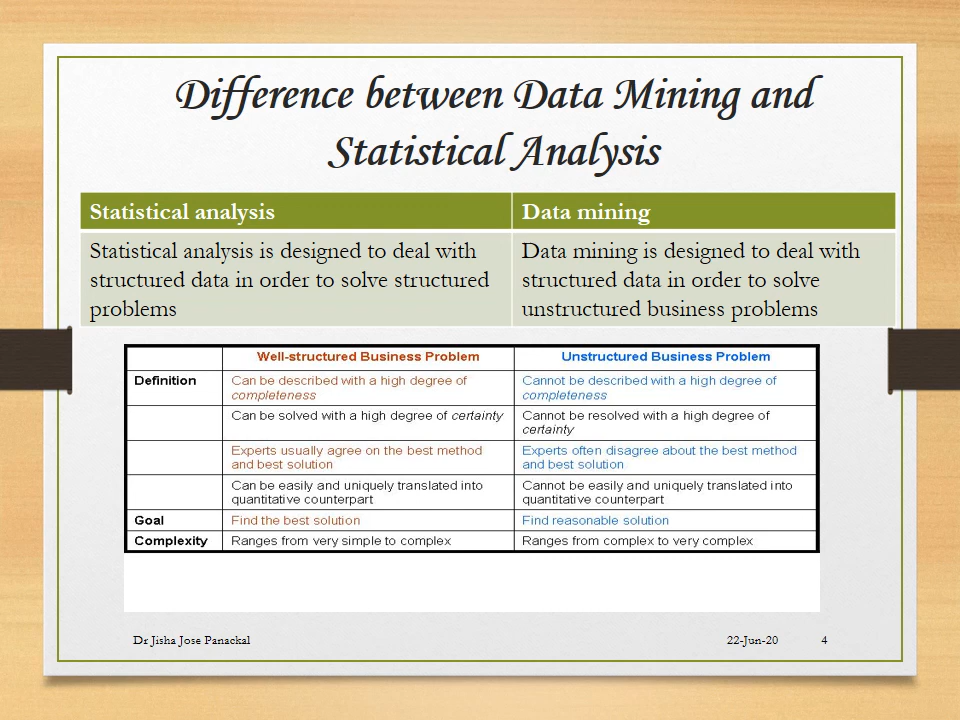 Difference between Data Mining and
Statistical Analysis
Statistical analysis
Data mining
Statistical analysis is designed to deal with
structured data in order to solve structured
problems
Data mining is designed to deal with
structured data in order to solve
unstructured business problems
Well-structured Business Problem
Unstructured Business Problem
Definition
Can be described with a high degree of
completeness
Cannot be described with a high degree of
completeness
Can be solved with a high degree of certainty
Cannot be resolved with a high degree of
certainty
Experts usually agree on the best method
and best solution
Experts often disagree about the best method
and best solution
Can be easily and uniquely translated into
quantitative counterpart
Cannot be easily and uniquely translated into
quantitative counterpart
Goal
Find the best solution
Find reasonable solution
Complexity
Ranges from very simple to complex
Ranges from complex to very complex
Dr Jisha Jose Panackal
22-Jun-20
4